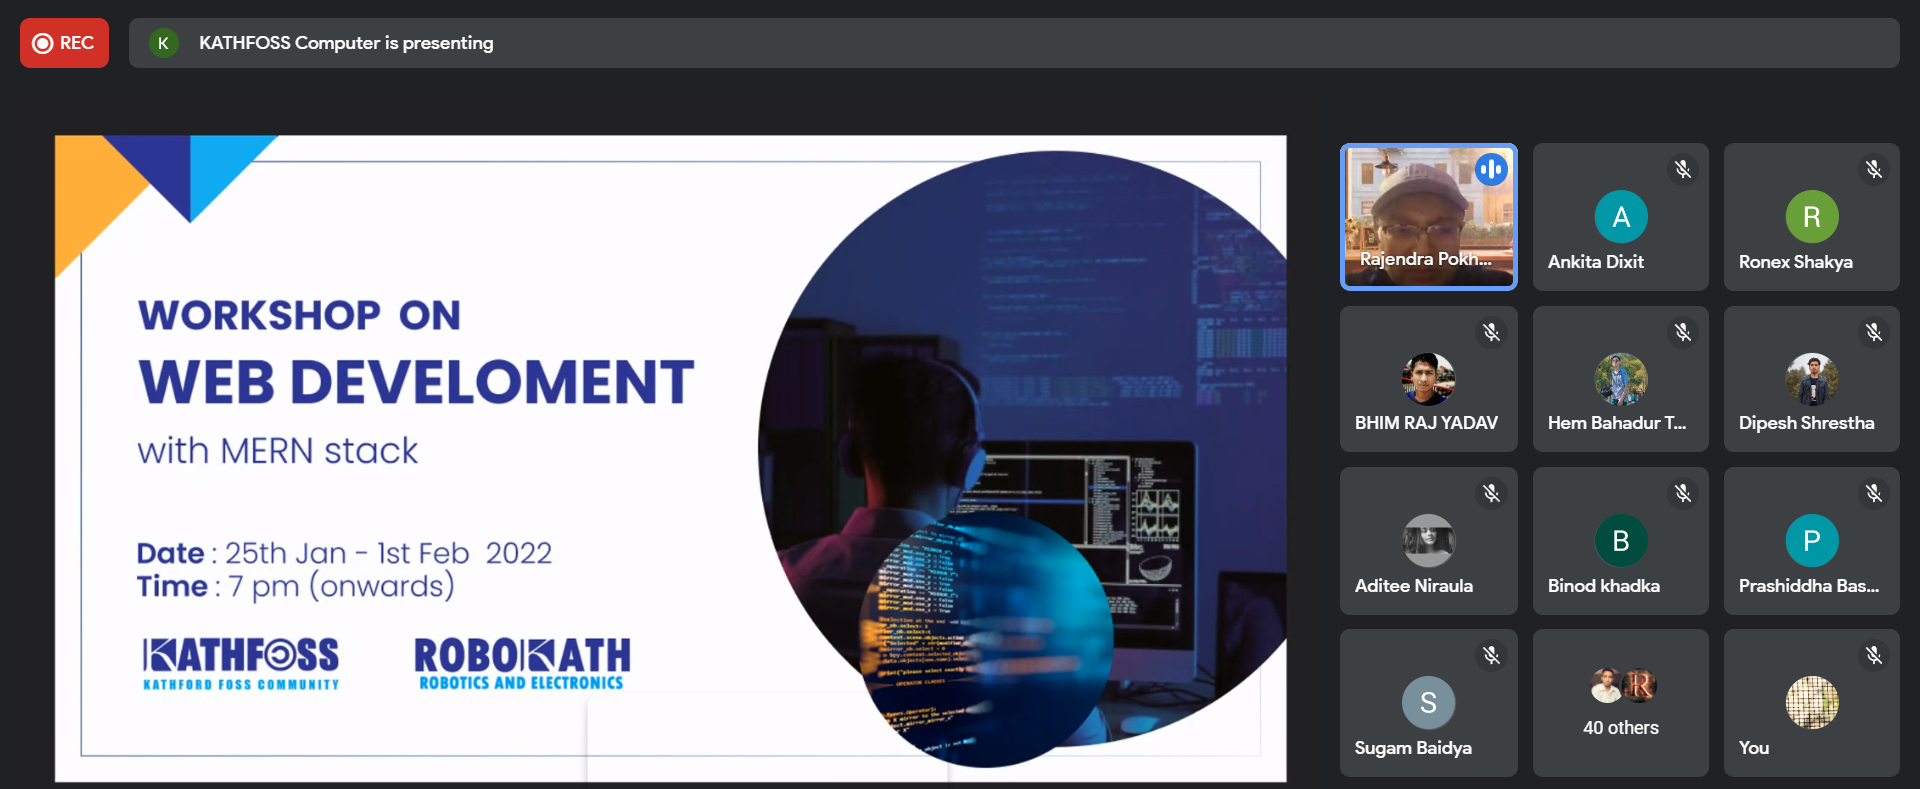 REC
K
KATHFOSS Computer is presenting
WORKSHOP ON
WEB DEVELOMENT
with MERN stack
Date : 25th Jan - 1st Feb 2022
Time : 7 pm (onwards)
KATHFOSS
KATHFORD FOSS COMMUNITY
ROBOKATH
ROBOTICS AND ELECTRONICS
Rajendra Pokh...
A
Ankita Dixit
R
Ronex Shakya
BHIM RAJ YADAV
Hem Bahadur T...
Dipesh Shrestha
Aditee Niraula
B
Binod khadka
P
Prashiddha Bas...
S
Sugam Baidya
R
40 others
You